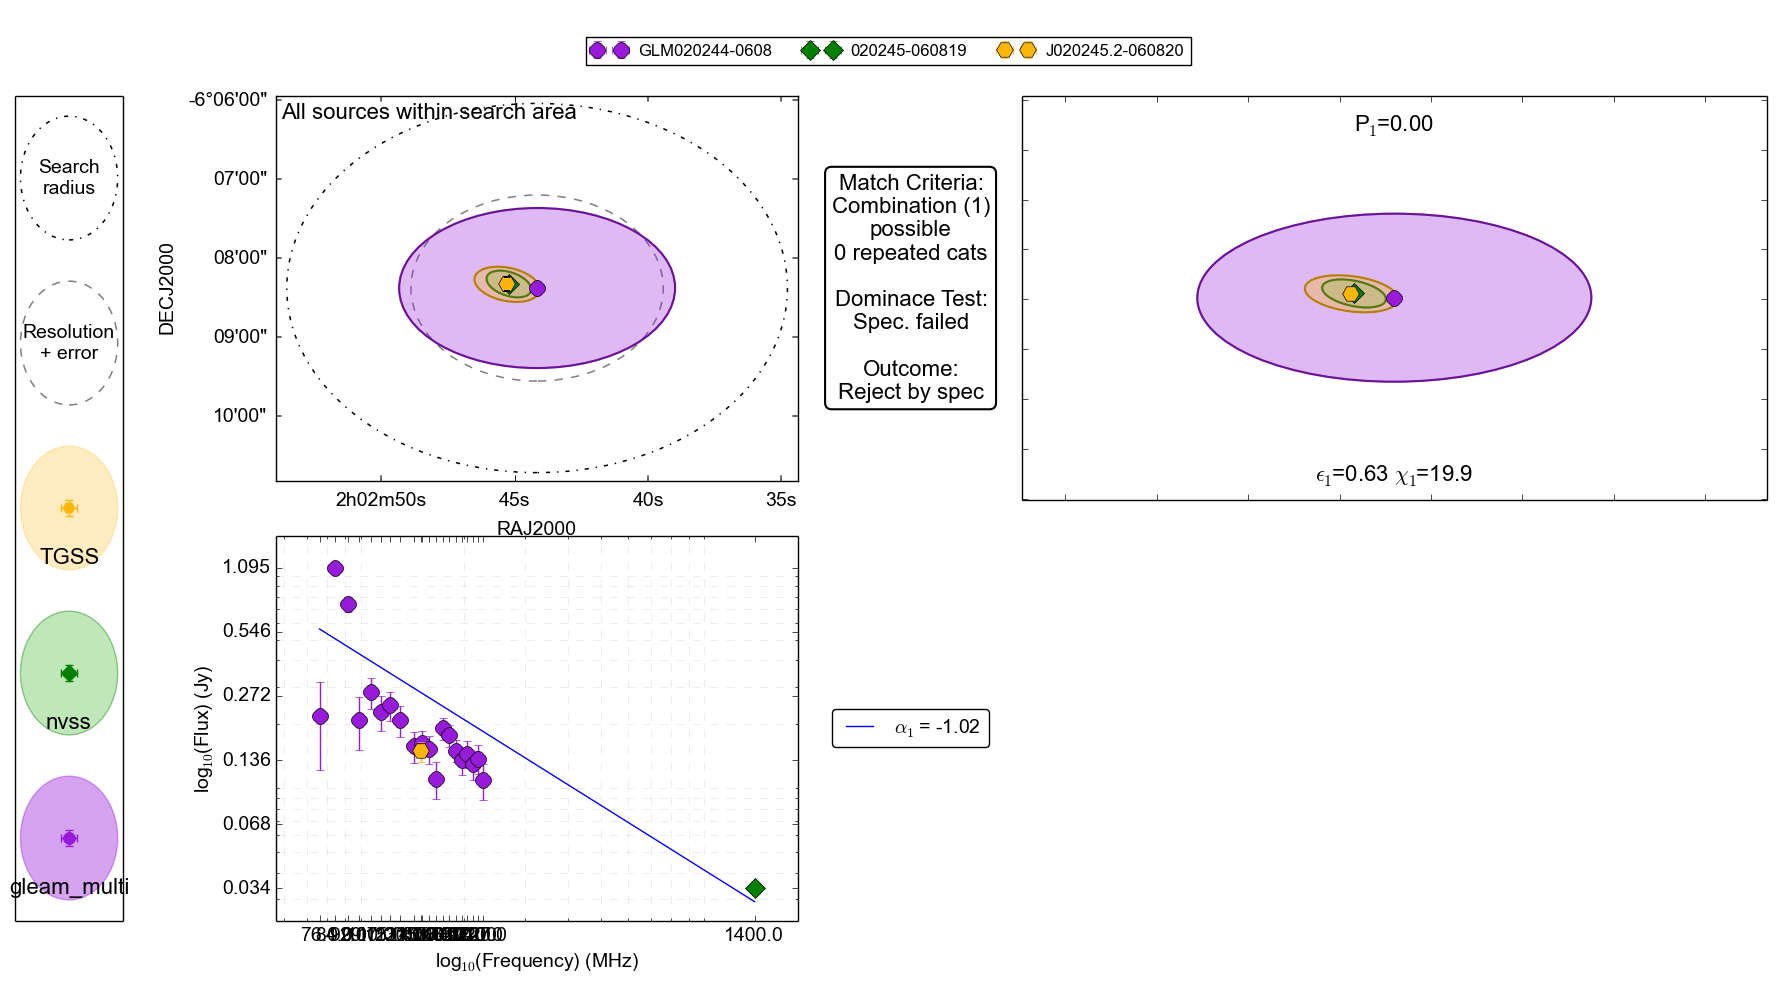 GLM020244-0608 020245-060819 J020245.2-060820
Search
radius
Resolution
+ error
TGSS
nvss
gleam_multi
All sources within search area
-6°06'00"
07'00"
08'00"
09'00"
10'00"
DECJ2000
2h02m50s 45s 40s 35s
RAJ2000
Match Criteria:
Combination (1)
possible
0 repeated cats
Dominace Test:
Spec. failed
Outcome:
Reject by spec
P1=0.00
ϵ1=0.63 χ1=19.9
1.095
0.546
0.272
0.136
0.068
0.034
log10(Flux) (Jy)
1400.0
log10(Frequency) (MHz)
α1 = -1.02